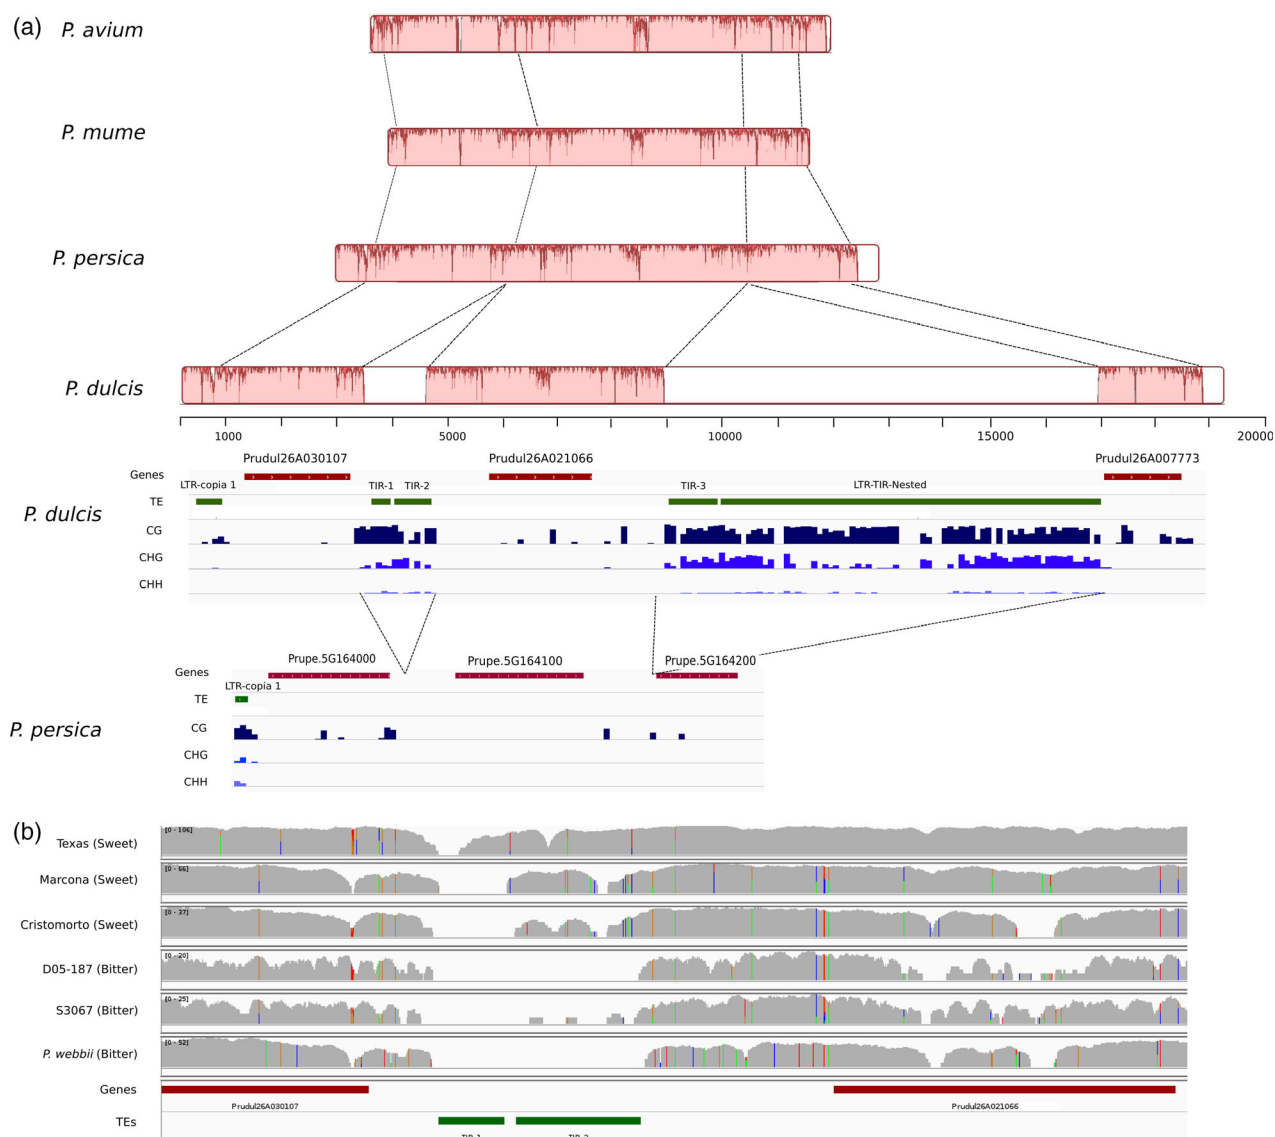 (a) P. avium
P. mume
P. persica
P. dulcis
1000 5000 10000 15000 20000
Prudul26A030107 Prudul26A021066 Prudul26A007773
Genes
LTR-copia 1 TIR-1 TIR-2 TIR-3 LTR-TIR-Nested
TE
P. dulcis
CG
CHG
CHH
Prupe.5G164000 Prupe.5G164100 Prupe.5G164200
Genes
LTR-copia 1
TE
P. persica
CG
CHG
CHH
(b)
[0 - 106]
Texas (Sweet)
[0 - 66]
Marcona (Sweet)
[0 - 37]
Cristomorto (Sweet)
[0 - 20]
D05-187 (Bitter)
[0 - 25]
S3067 (Bitter)
[0 - 52]
P. webbii (Bitter)
Genes
Prudul26A030107 Prudul26A021066
TEs